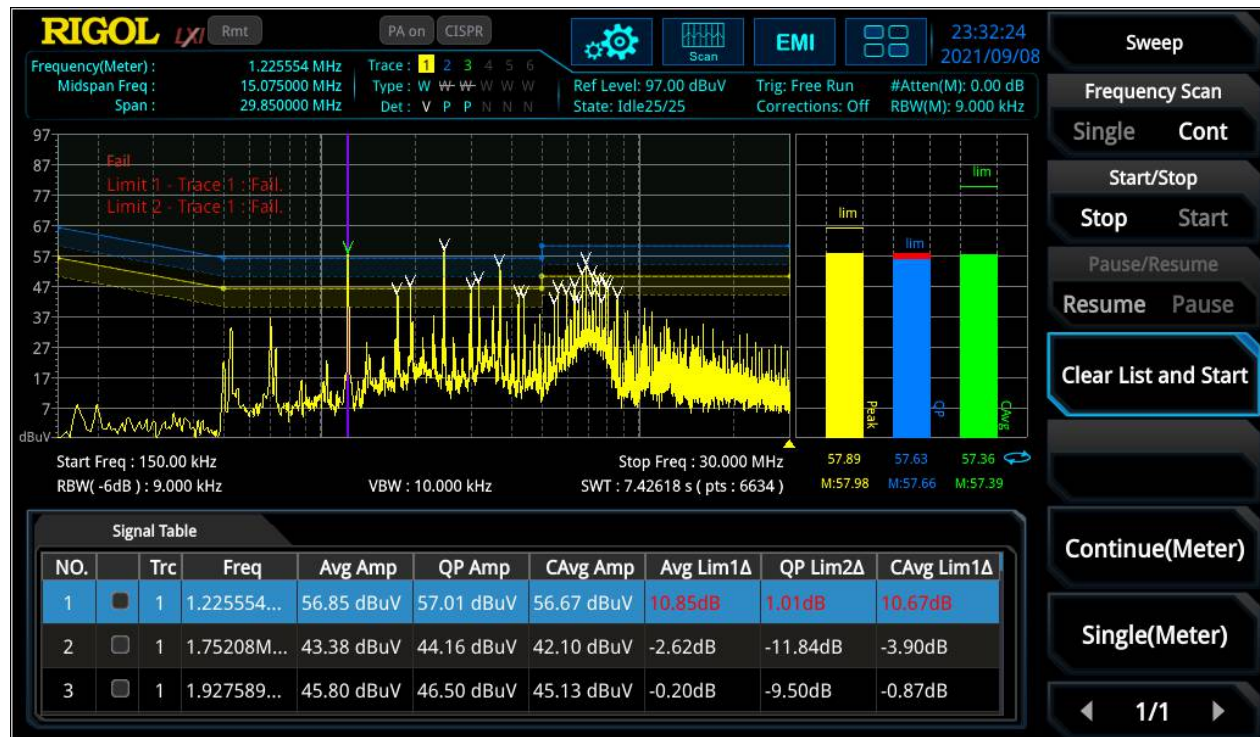 RIGOL LXI Rmt PA on CISPR
Scan EMI
23:32:24
2021/09/08
Frequency(Meter) : 1.225554 MHz
Midspan Freq : 15.075000 MHz
Span : 29.850000 MHz
Trace : 1 2 3 4 5 6
Type : W W W W W W
Det : V P P N N N
Ref Level: 97.00 dBuV Trig: Free Run #Atten(M): 0.00 dB
State: Idle25/25 Corrections: Off RBW(M): 9.000 kHz
97
87
77
67
57
47
37
27
17
7
dBuV
Fail
Limit 1 - Trace 1 : Fail.
Limit 2 - Trace 1 : Fail.
lim
lim
lim
Peak
QP
CAvg
Start Freq : 150.00 kHz Stop Freq : 30.000 MHz
RBW( -6dB ) : 9.000 kHz VBW : 10.000 kHz SWT : 7.42618 s ( pts : 6634 )
57.89 57.63 57.36
M:57.98 M:57.66 M:57.39
Signal Table
NO. Trc Freq Avg Amp QP Amp CAvg Amp Avg Lim1Δ QP Lim2Δ CAvg Lim1Δ
1 1 1.225554... 56.85 dBuV 57.01 dBuV 56.67 dBuV 10.85dB 1.01dB 10.67dB
2 1 1.75208M... 43.38 dBuV 44.16 dBuV 42.10 dBuV -2.62dB -11.84dB -3.90dB
3 1 1.927589... 45.80 dBuV 46.50 dBuV 45.13 dBuV -0.20dB -9.50dB -0.87dB
Sweep
Frequency Scan
Single Cont
Start/Stop
Stop Start
Pause/Resume
Resume Pause
Clear List and Start
Continue(Meter)
Single(Meter)
1/1